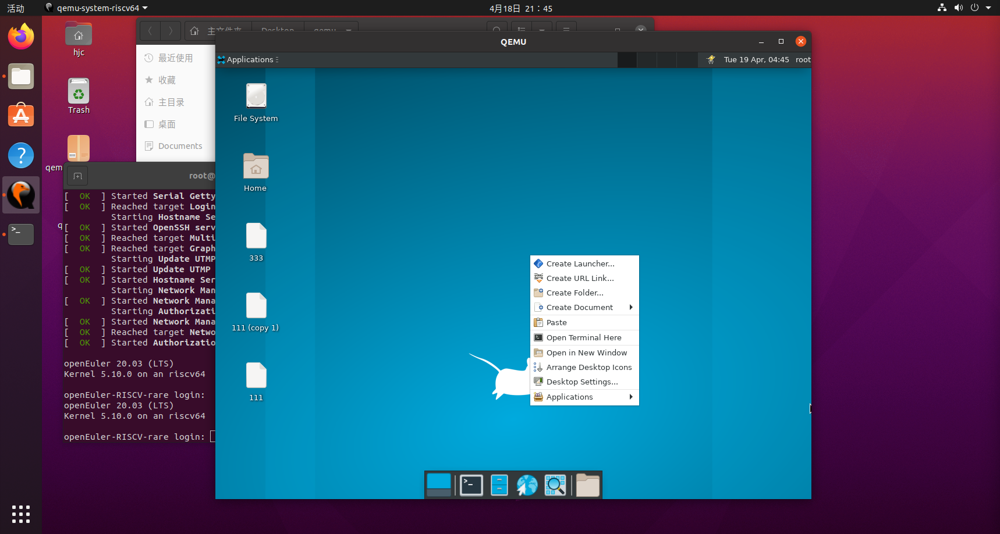 活动
qemu-system-riscv64
4月18日 21：45
hjc
Trash
qem
q
主文件夹
Desktop
qemu
最近使用
收藏
主目录
桌面
Documents
root@
[ OK ] Started Serial Getty
[ OK ] Reached target Login
Starting Hostname Se
[ OK ] Started OpenSSH serv
[ OK ] Reached target Multi
[ OK ] Reached target Graph
Starting Update UTMP
[ OK ] Started Update UTMP
[ OK ] Started Hostname Ser
Starting Network Man
[ OK ] Started Network Mana
Starting Authorizati
[ OK ] Started Network Mana
[ OK ] Reached target Netwo
[ OK ] Started Authorizatio
openEuler 20.03 (LTS)
Kernel 5.10.0 on an riscv64
openEuler-RISCV-rare login:
openEuler 20.03 (LTS)
Kernel 5.10.0 on an riscv64
openEuler-RISCV-rare login:
QEMU
Applications
Tue 19 Apr, 04:45
root
File System
Home
333
111 (copy 1)
111
Create Launcher...
Create URL Link...
Create Folder...
Create Document
Paste
Open Terminal Here
Open in New Window
Arrange Desktop Icons
Desktop Settings...
Applications